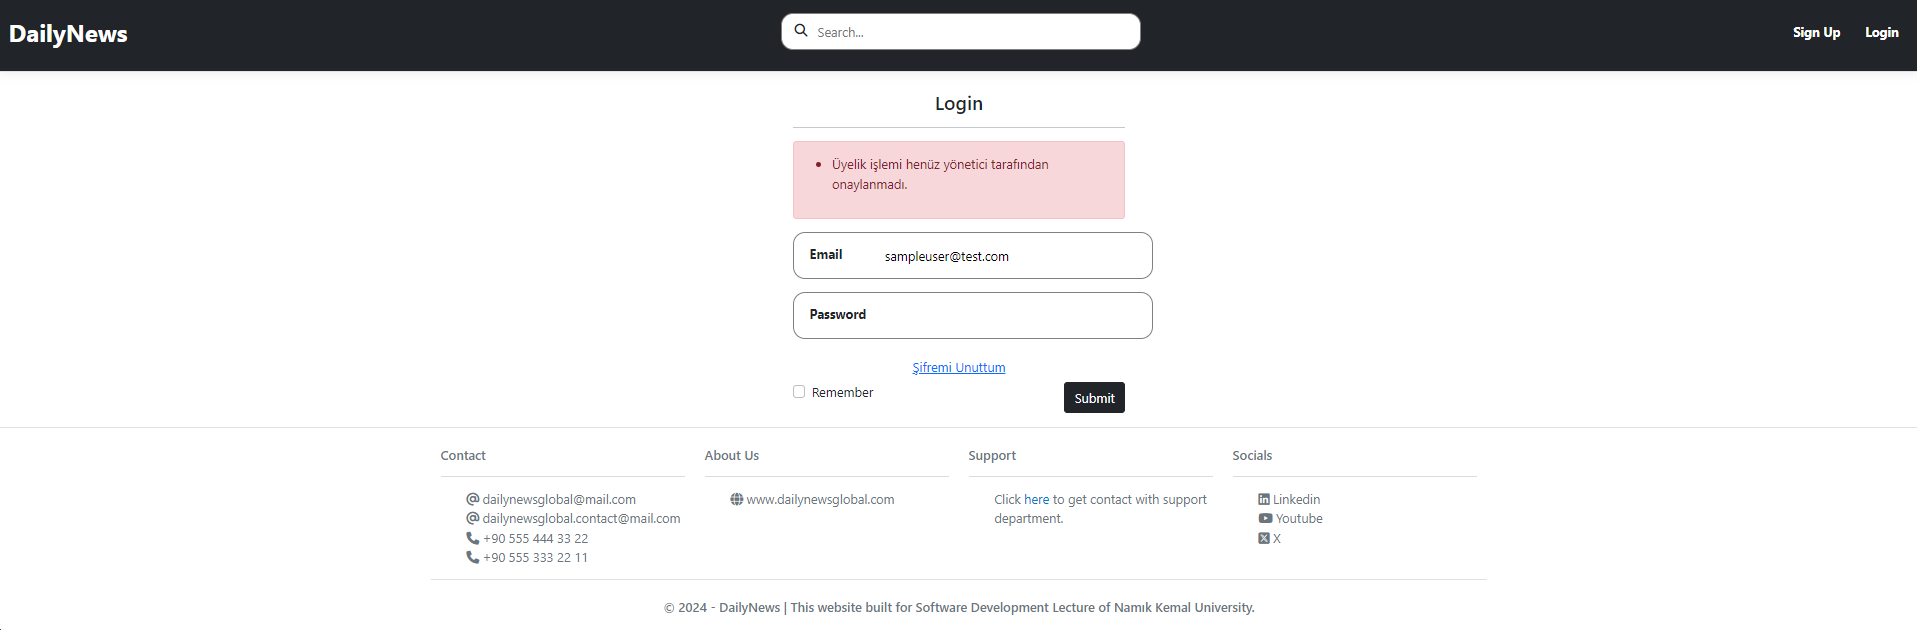 DailyNews
Search...
Sign Up
Login
Login
Üyelik işlemi henüz yönetici tarafından
onaylanmadı.
Email
sampleuser@test.com
Password
Şifremi Unuttum
Remember
Submit
Contact
dailynewsglobal@mail.com
dailynewsglobal.contact@mail.com
+90 555 444 33 22
+90 555 333 22 11
About Us
www.dailynewsglobal.com
Support
Click here to get contact with support
department.
Socials
Linkedin
Youtube
X
© 2024 - DailyNews | This website built for Software Development Lecture of Namık Kemal University.